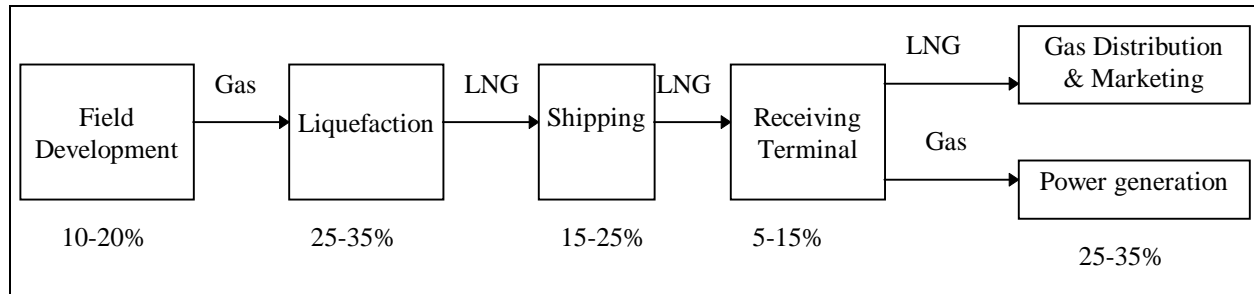 Field
Development
Gas
Liquefaction
LNG
Shipping
LNG
Receiving
Terminal
LNG
Gas Distribution
& Marketing
Gas
Power generation
10-20%
25-35%
15-25%
5-15%
25-35%